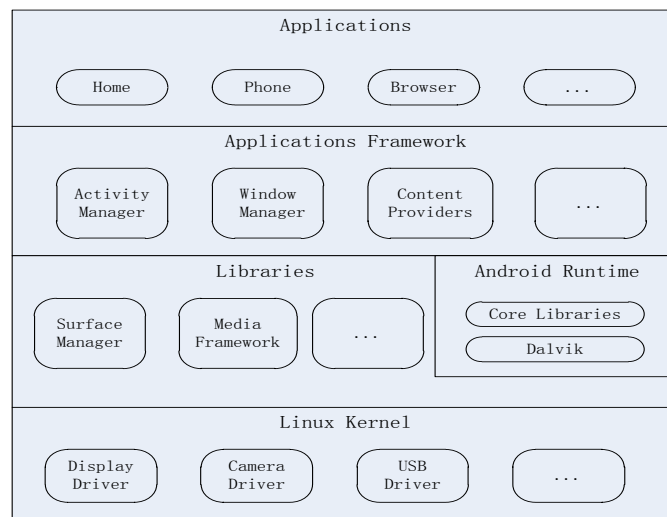 Applications
Home
Phone
Browser
...
Applications Framework
Activity
Manager
Window
Manager
Content
Providers
...
Libraries
Surface
Manager
Media
Framework
...
Android Runtime
Core Libraries
Dalvik
Linux Kernel
Display
Driver
Camera
Driver
USB
Driver
...